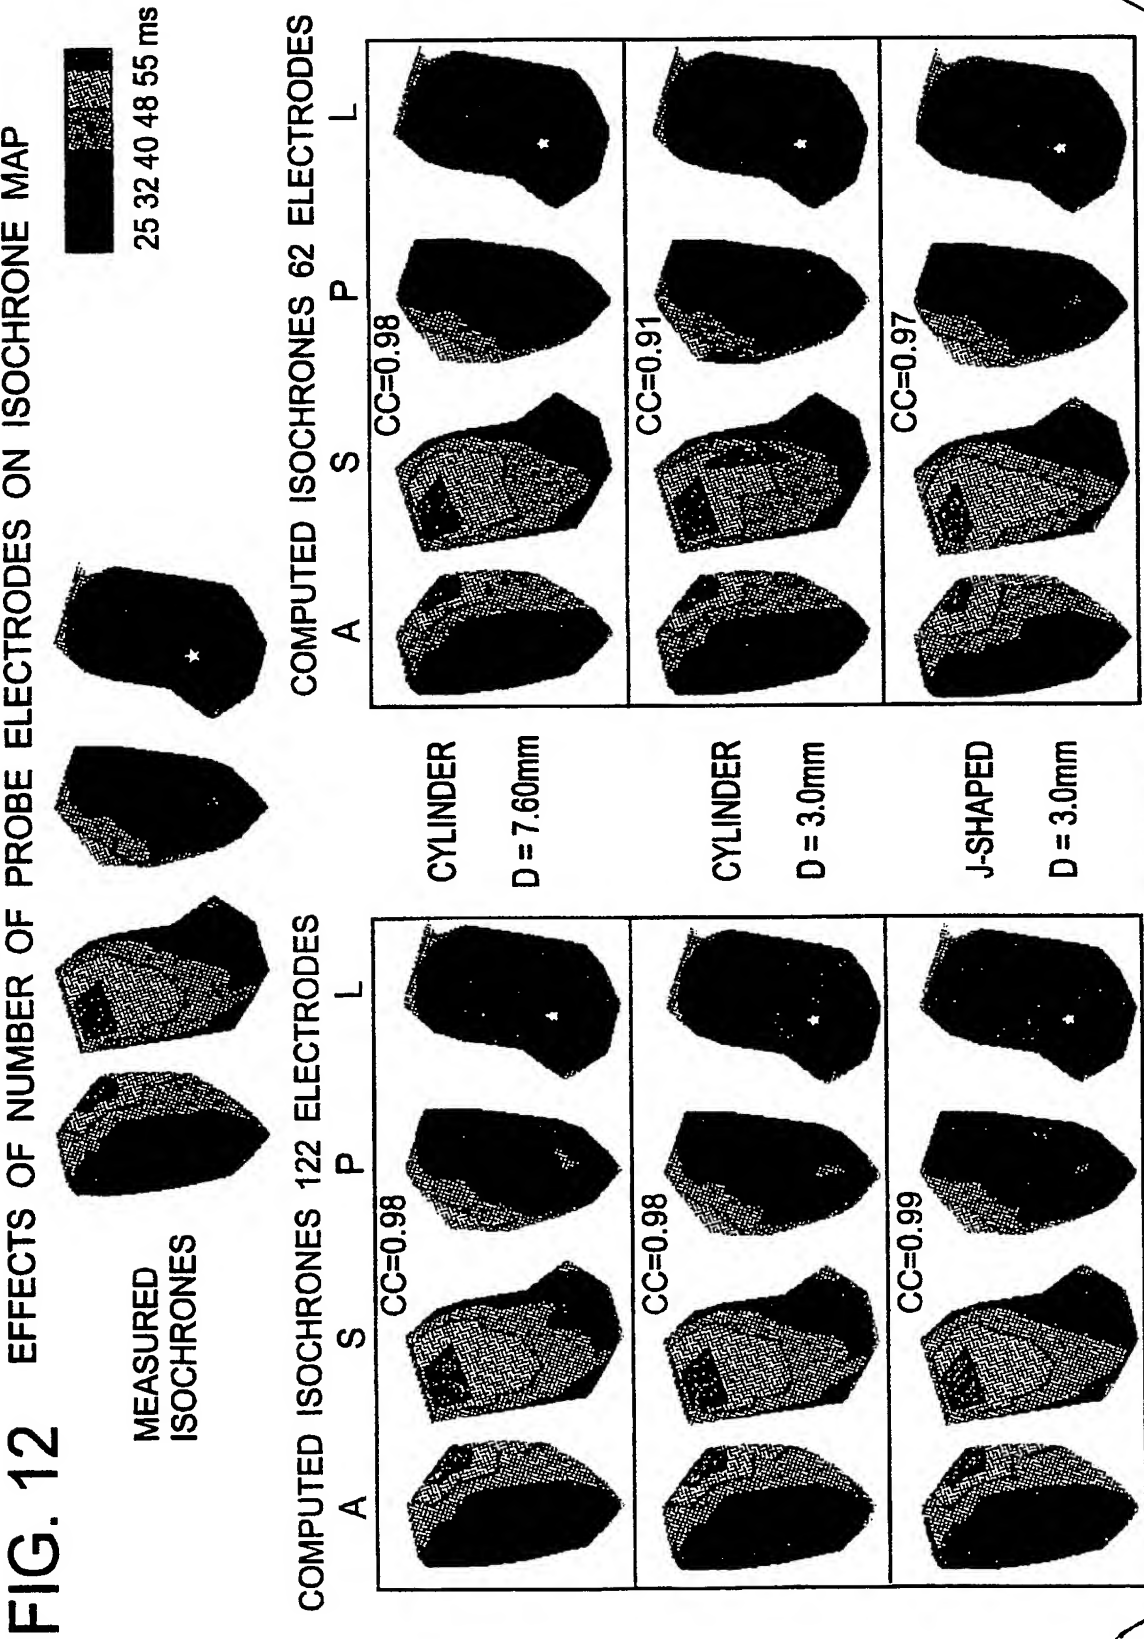 FIG. 12 EFFECTS OF NUMBER OF PROBE ELECTRODES ON ISOCHRONE MAP
MEASURED
ISOCHRONES
25 32 40 48 55 ms
COMPUTED ISOCHRONES 122 ELECTRODES
A S P L
CC=0.98
CC=0.98
CC=0.99
CYLINDER
D = 7.60mm
CYLINDER
D = 3.0mm
J-SHAPED
D = 3.0mm
COMPUTED ISOCHRONES 62 ELECTRODES
A S P L
CC=0.98
CC=0.91
CC=0.97